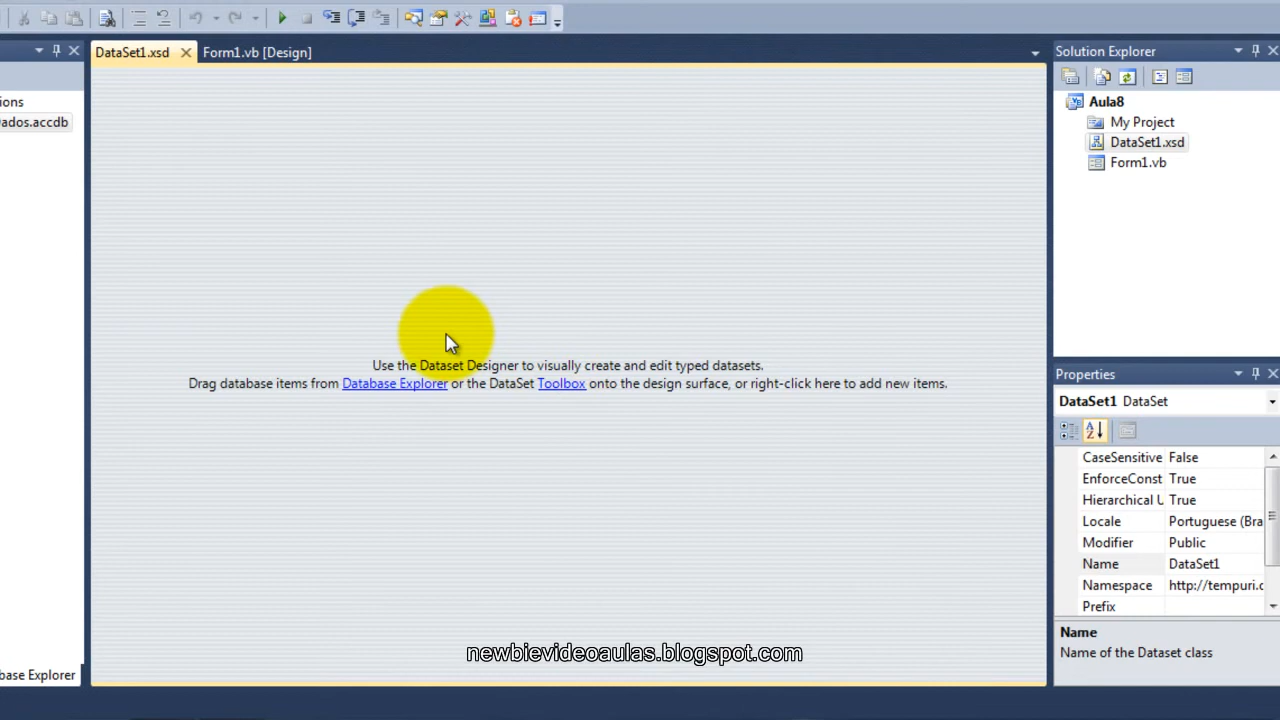 DataSet1.xsd
Form1.vb [Design]
Solution Explorer
ions
ados.accdb
Aula8
My Project
DataSet1.xsd
Form1.vb
Use the Dataset Designer to visually create and edit typed datasets.
Drag database items from Database Explorer or the DataSet Toolbox onto the design surface, or right-click here to add new items.
Properties
DataSet1 DataSet
CaseSensitive False
EnforceConst True
Hierarchical U True
Locale Portuguese (Bra
Modifier Public
Name DataSet1
Namespace http://tempuri.o
Prefix
Name
Name of the Dataset class
base Explorer
newbievideoaulas.blogspot.com